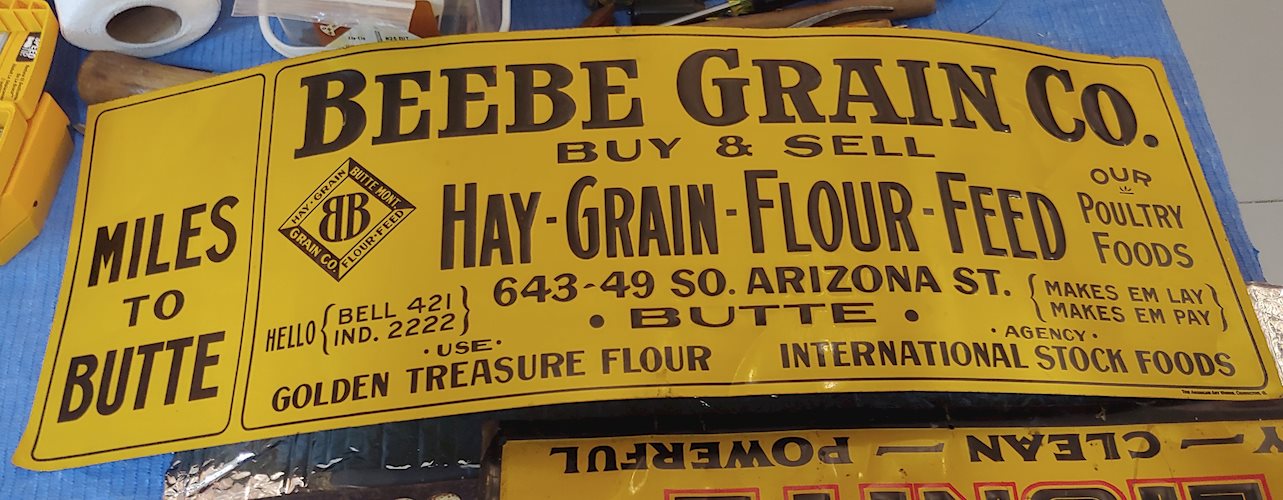 BEEBE GRAIN CO.
BUY & SELL
HAY-GRAIN-FLOUR-FEED
OUR
POULTRY
FOODS
MAKES EM LAY
MAKES EM PAY
643-49 SO. ARIZONA ST.
• BUTTE •
HELLO { BELL 421
IND. 2222 }
• USE •
GOLDEN TREASURE FLOUR
• AGENCY •
INTERNATIONAL STOCK FOODS
MILES
TO
BUTTE
HAY-GRAIN
BUTTE MONT.
BB
GRAIN CO.
FLOUR-FEED
— CLEAN — POWERFUL